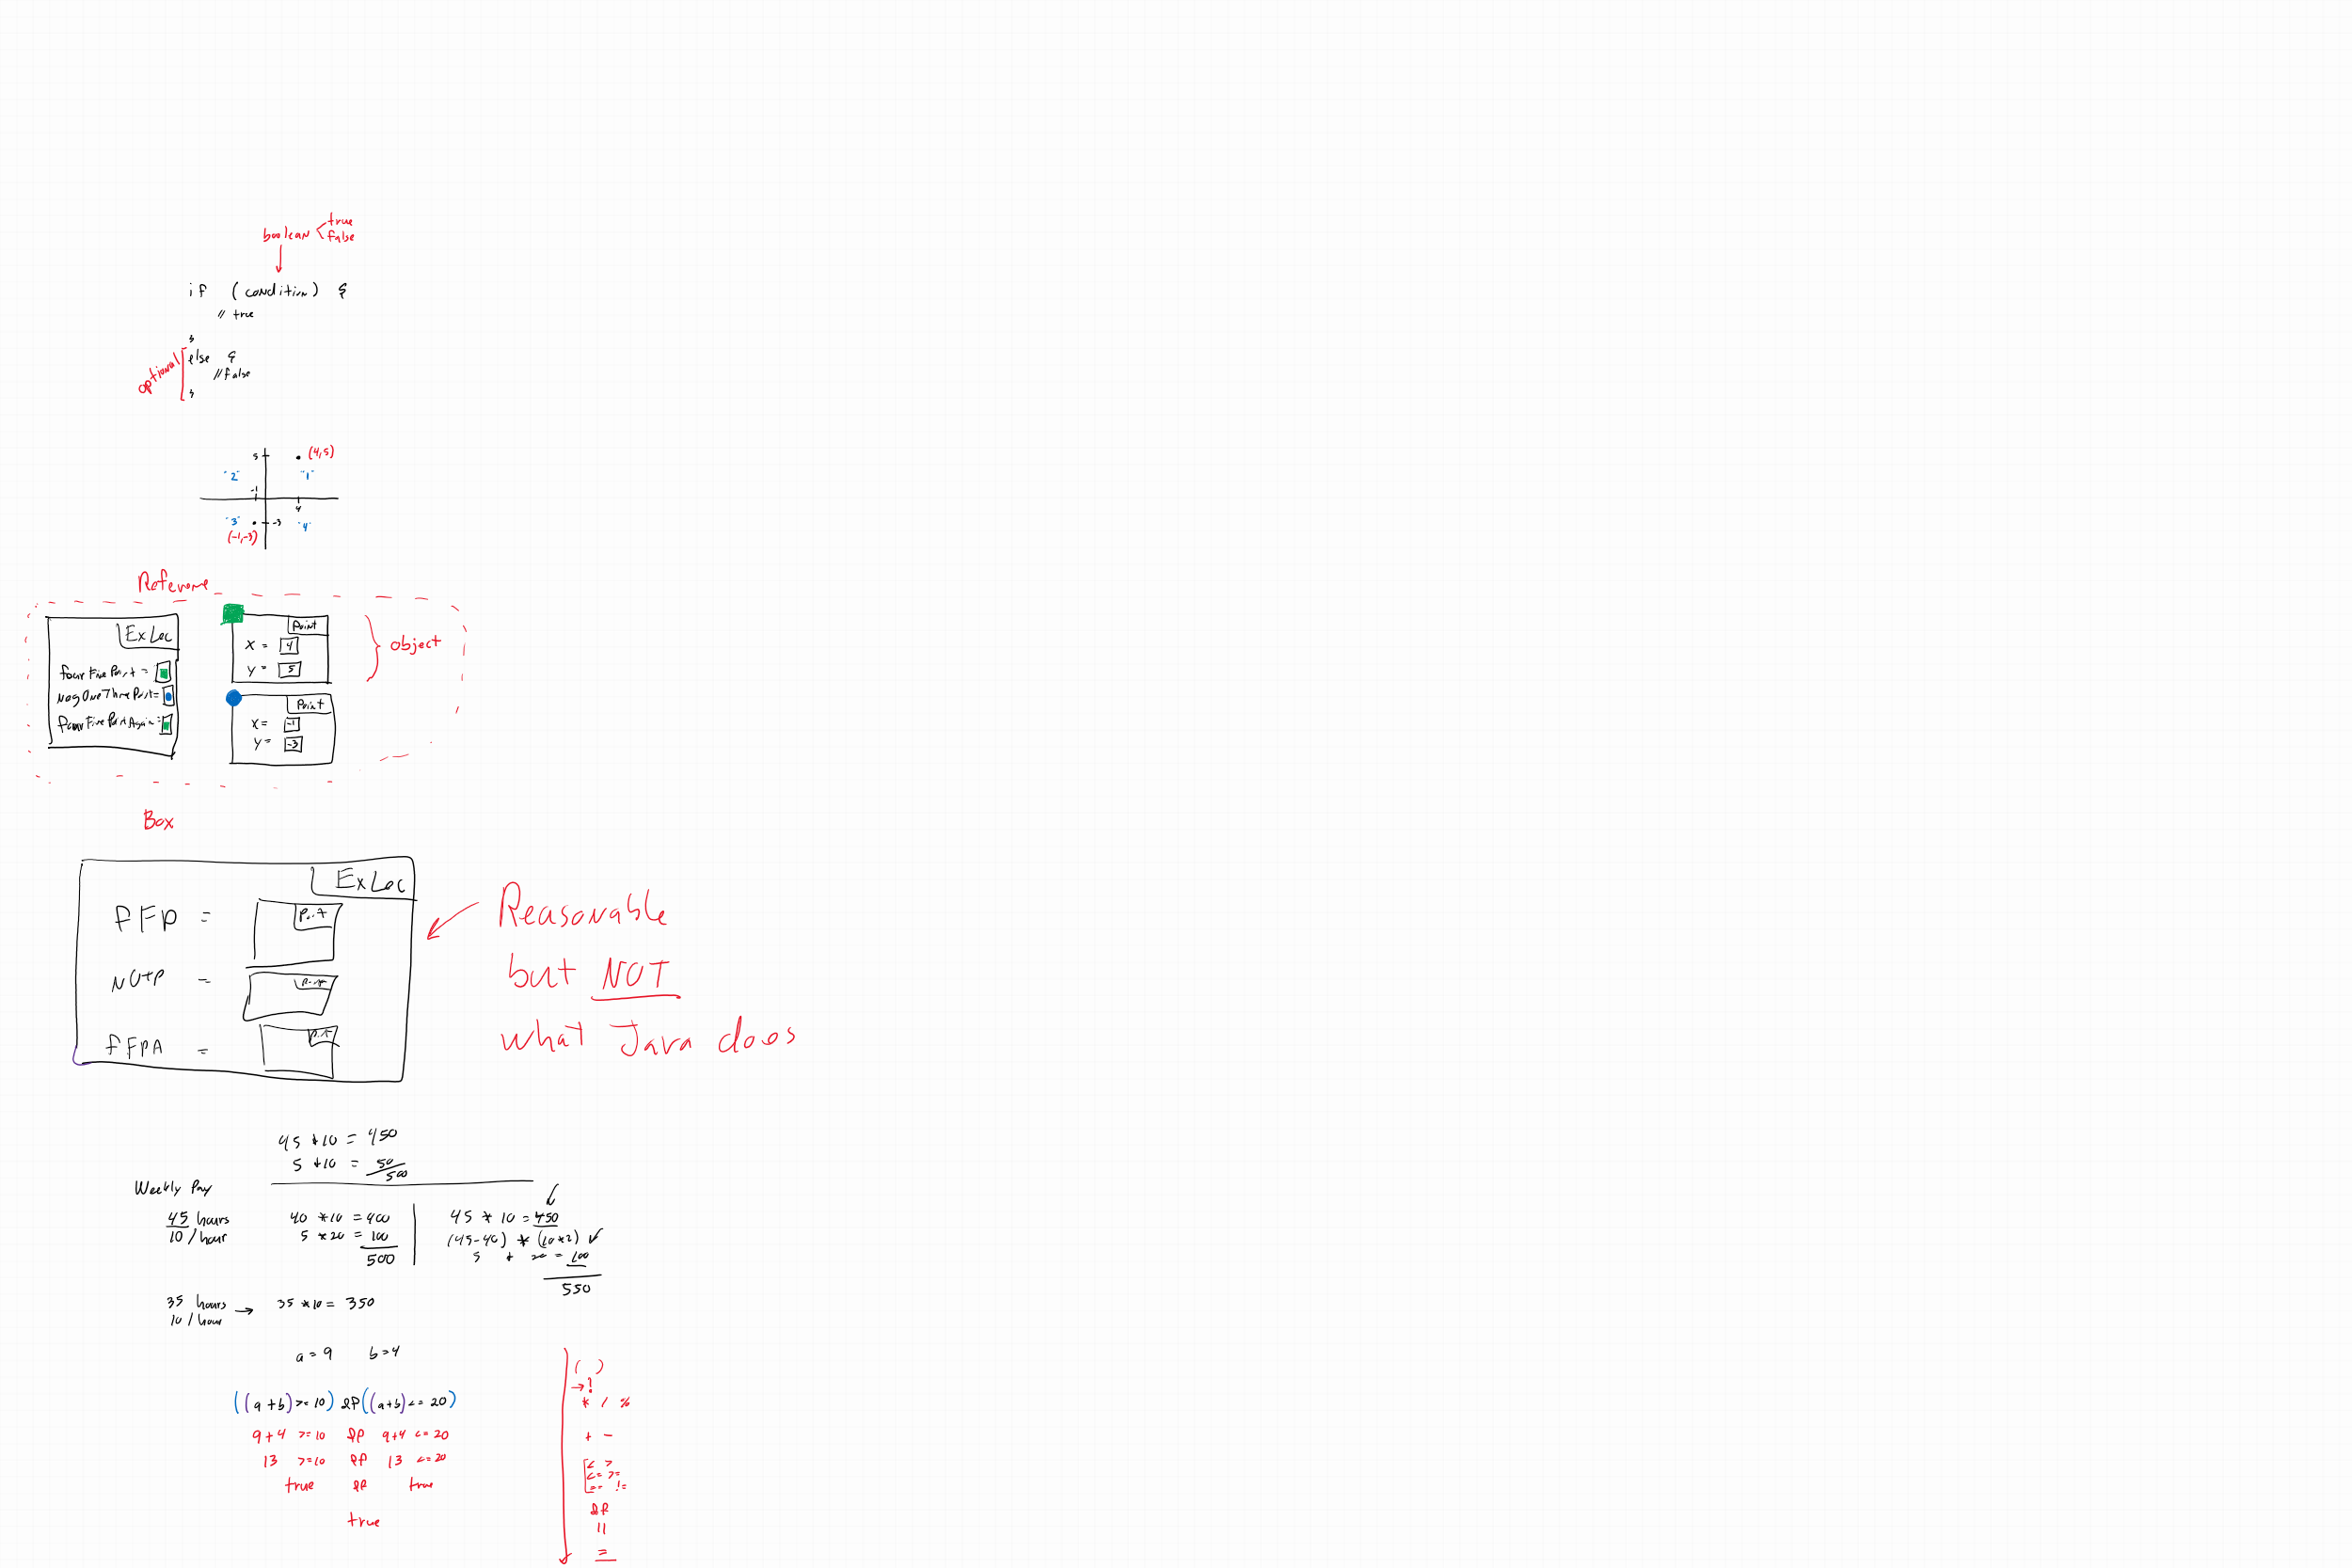 boolean < true
false
if (condition) {
// true
}
optional
else {
// false
}
5
(4,5)
"2"
"1"
-1
4
"3"
-3
"4"
(-1,-3)
Reference
ExLec
fourFivePoint =
NegOneThreePoint =
fourFivePointAgain =
Point
x = 4
y = 5
object
Point
x = -1
y = -3
Box
ExLec
fFP = Point
NOTP = Point
fFPA = Point
Reasonable
but NOT
what Java does
45 * 10 = 450
5 * 10 = 50
500
Weekly Pay
45 hours
10 / hour
40 * 10 = 400
5 * 20 = 100
500
45 * 10 = 450
(45-40) * (10*2)
5 * 20 = 100
550
35 hours → 35 * 10 = 350
10 / hour
a = 9 b = 4
((a+b) >= 10) && ((a+b) <= 20)
9+4 >= 10 && 9+4 <= 20
13 >= 10 && 13 <= 20
true && true
true
( )
→ !
* / %
+ -
< >
<= >=
== !=
&&
||
=